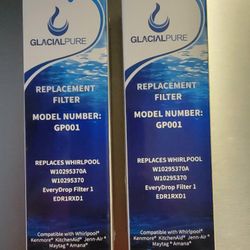 GLACIALPURE
REPLACEMENT
FILTER
MODEL NUMBER:
GP001
REPLACES WHIRLPOOL
W10295370A
W10295370
EveryDrop Filter 1
EDR1RXD1
Compatible with Whirlpool®
Kenmore® KitchenAid® Jenn-Air®
Maytag® Amana®
GLACIALPURE
REPLACEMENT
FILTER
MODEL NUMBER:
GP001
REPLACES WHIRLPOOL
W10295370A
W10295370
EveryDrop Filter 1
EDR1RXD1
Compatible with Whirlpool®
Kenmore® KitchenAid® Jenn-Air®
Maytag® Amana®